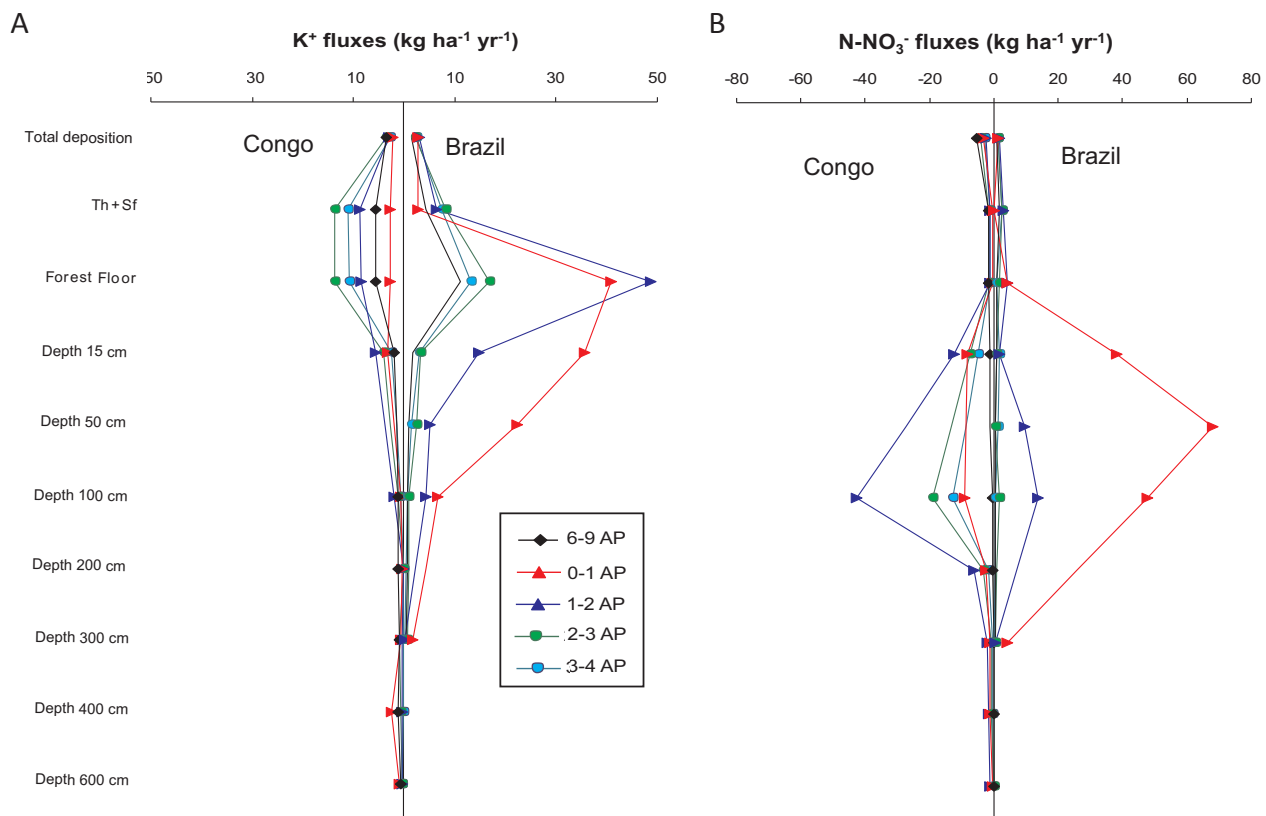 A
K⁺ fluxes (kg ha⁻¹ yr⁻¹)
50 30 10 10 30 50
Congo
Brazil
Total deposition
Th+Sf
Forest Floor
Depth 15 cm
Depth 50 cm
Depth 100 cm
Depth 200 cm
Depth 300 cm
Depth 400 cm
Depth 600 cm
6-9 AP
0-1 AP
1-2 AP
2-3 AP
3-4 AP
B
N-NO₃⁻ fluxes (kg ha⁻¹ yr⁻¹)
-80 -60 -40 -20 0 20 40 60 80
Congo
Brazil